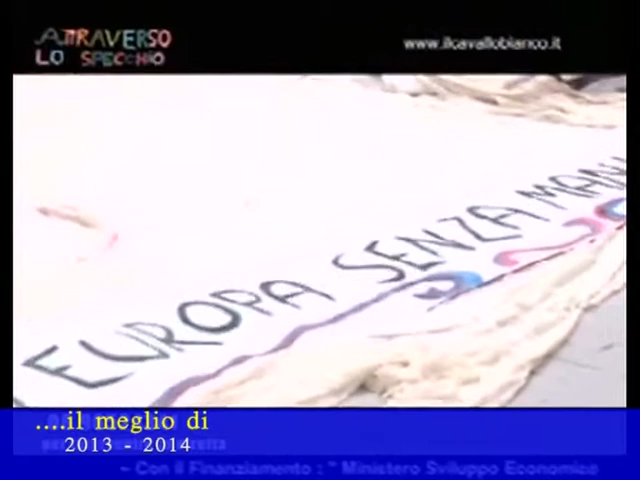 ATTRAVERSO
LO SPECCHIO
www.ilcavallobianco.it
EUROPA SENZA MAN
....il meglio di
2013 - 2014
~ Con il Finanziamento : " Ministero Sviluppo Economico